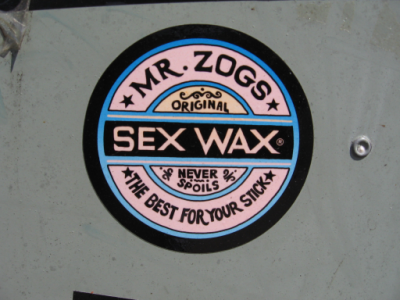 MR. ZOGS
ORIGINAL
SEX WAX®
NEVER
SPOILS
THE BEST FOR YOUR STICK